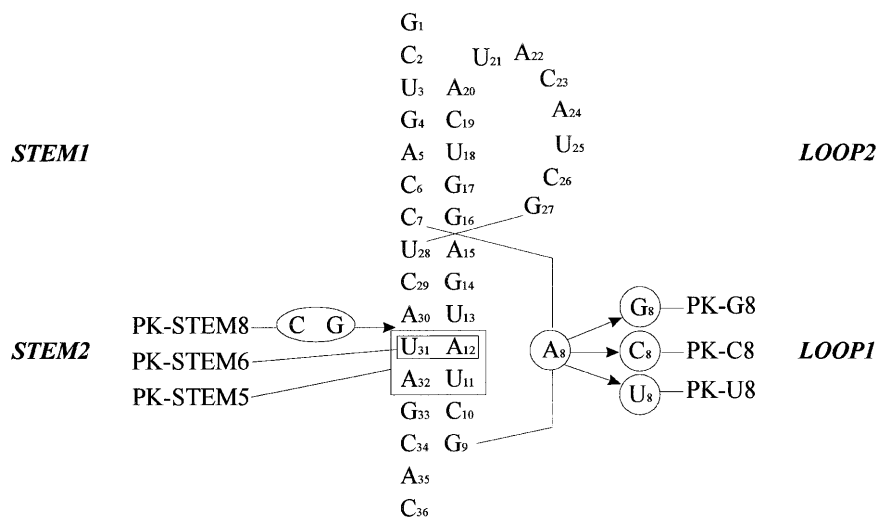 G1
C2 U21 A22
C23
U3 A20
A24
G4 C19
STEM1 A5 U18 U25 LOOP2
C6 G17 C26
G27
C7 G16
U28 A15
C29 G14
A30 U13 G8 PK-G8
PK-STEM8 C G
STEM2 U31 A12 A8 C8 PK-C8 LOOP1
PK-STEM6
A32 U11 U8 PK-U8
PK-STEM5
G33 C10
C34 G9
A35
C36